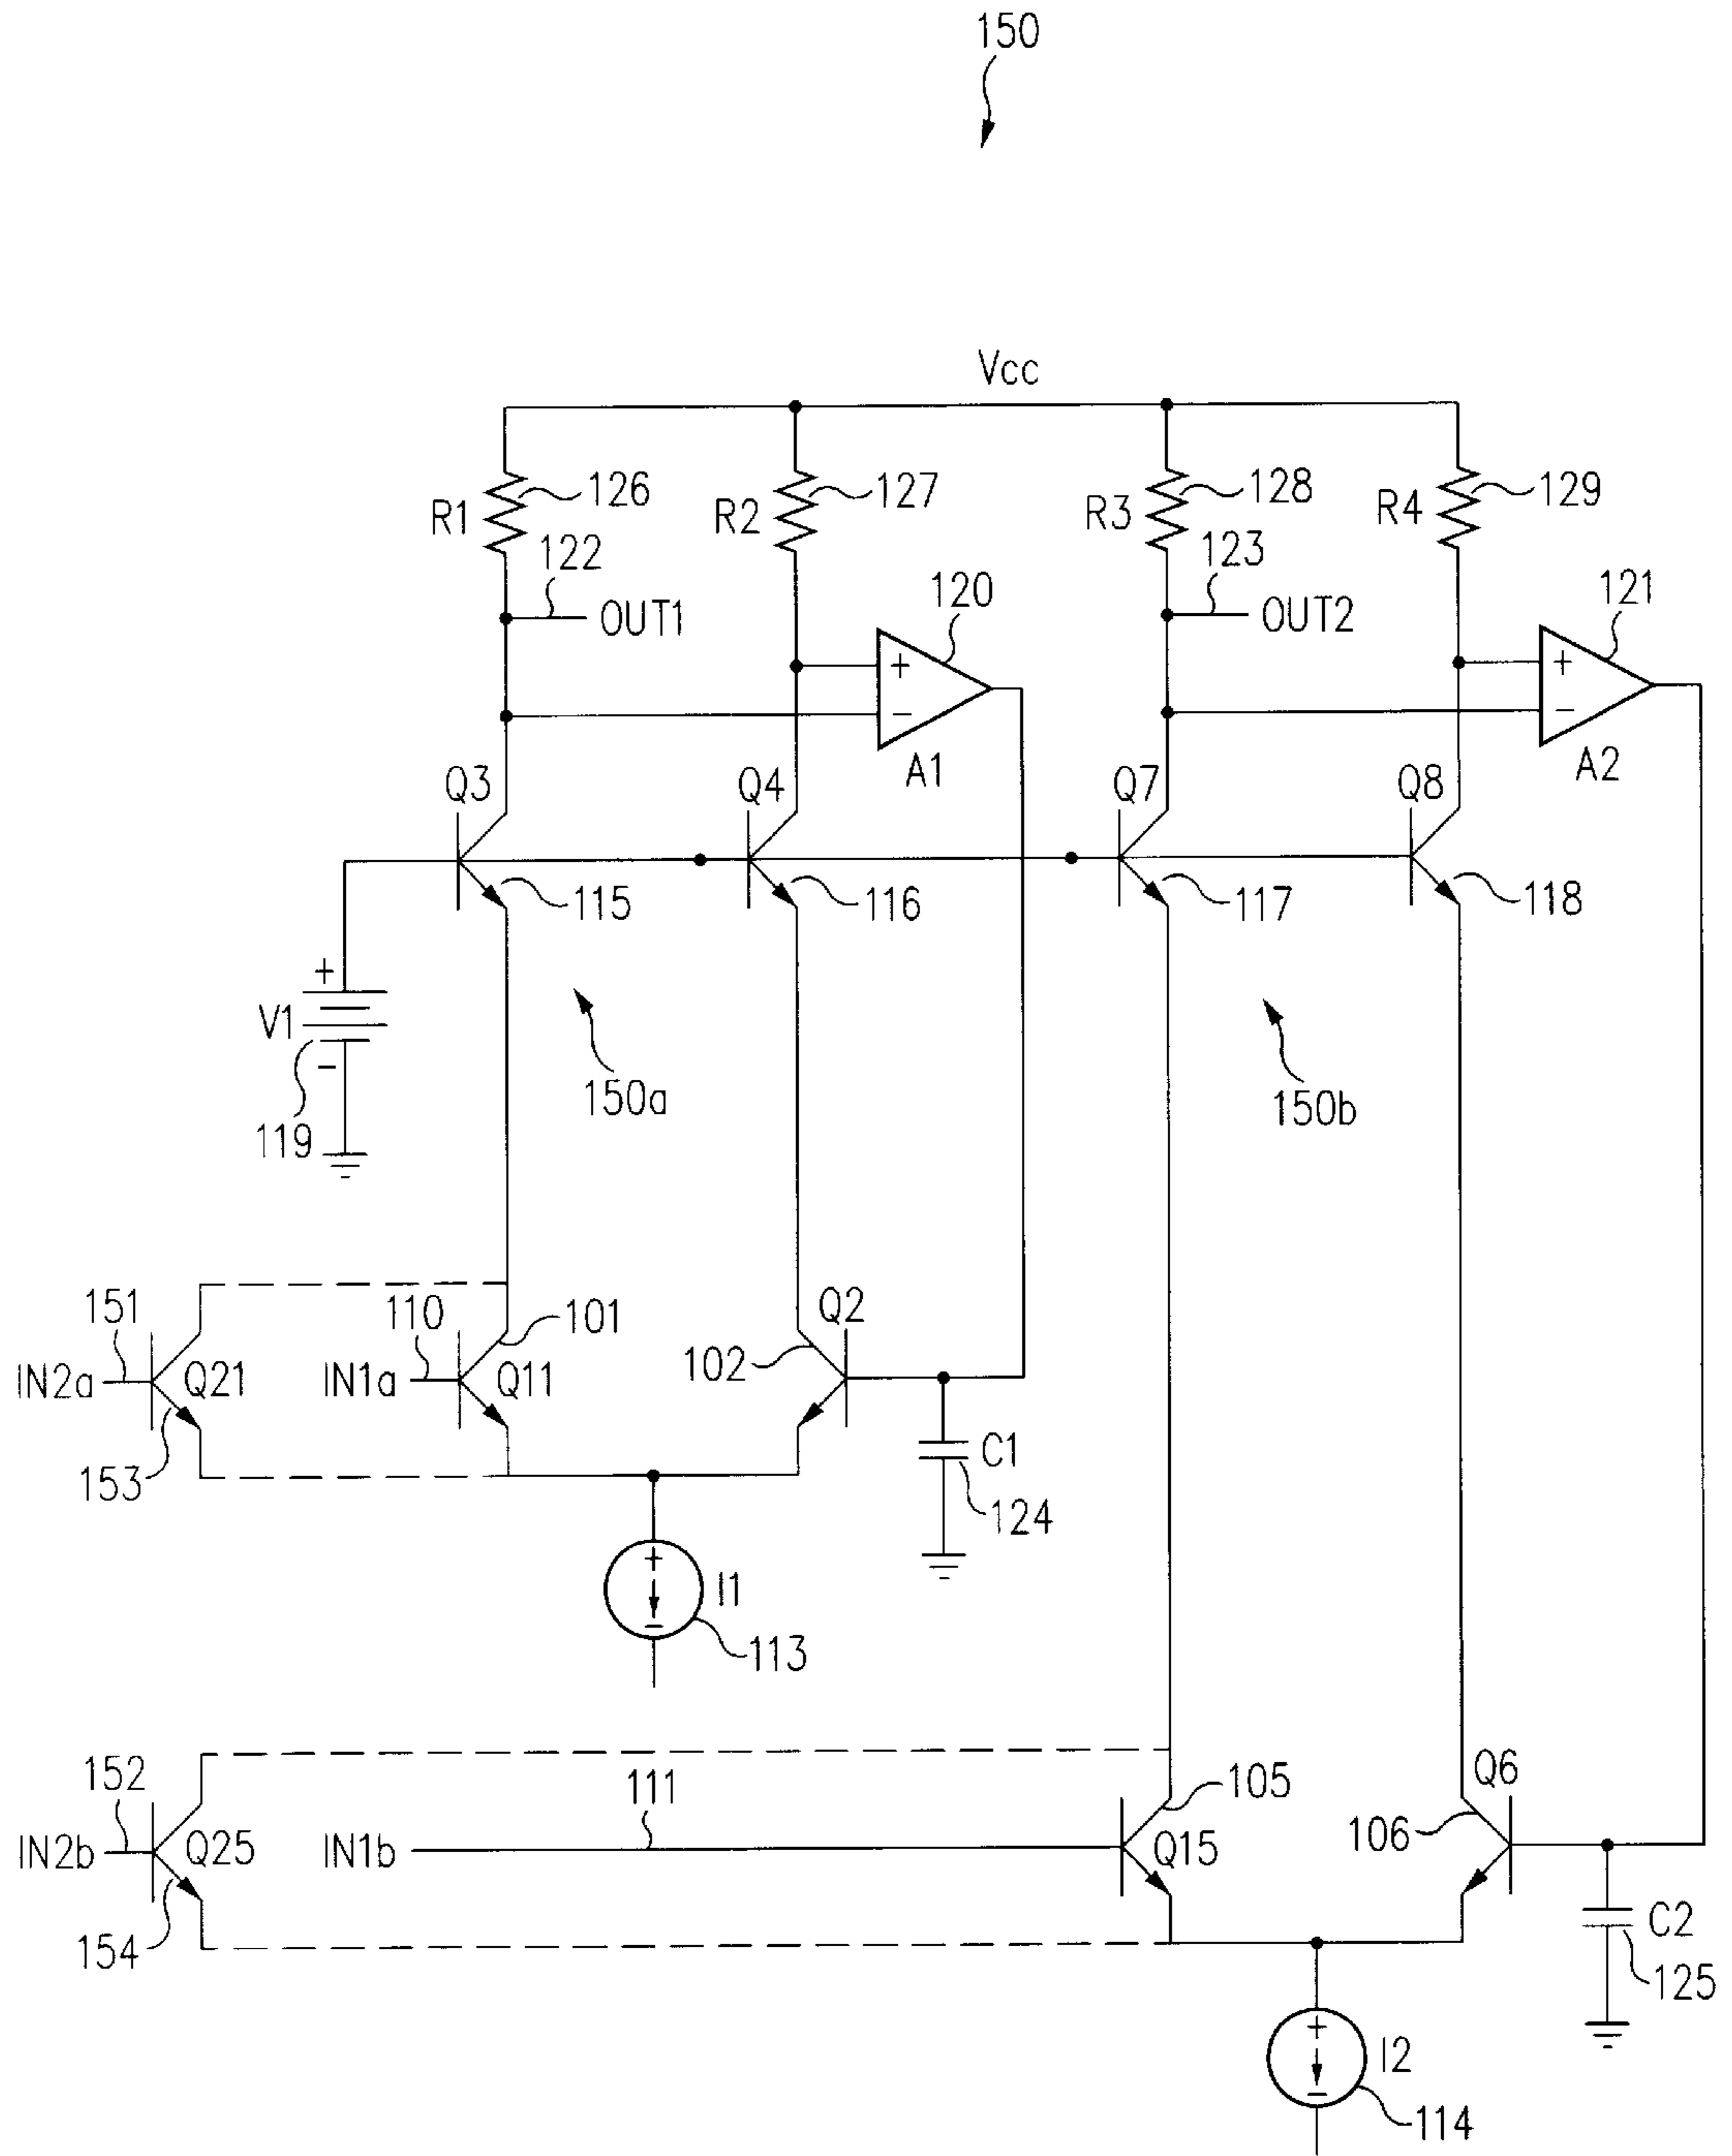 150
Vcc
R1
126
R2
127
R3
128
R4
129
122
OUT1
120
123
OUT2
121
+
−
+
−
A1
A2
Q3
Q4
Q7
Q8
115
116
117
118
+
V1
−
119
150a
150b
151
110
101
Q2
IN2a
Q21
IN1a
Q11
102
153
C1
124
+
−
I1
113
152
111
105
Q6
IN2b
Q25
IN1b
Q15
106
154
C2
125
+
−
I2
114